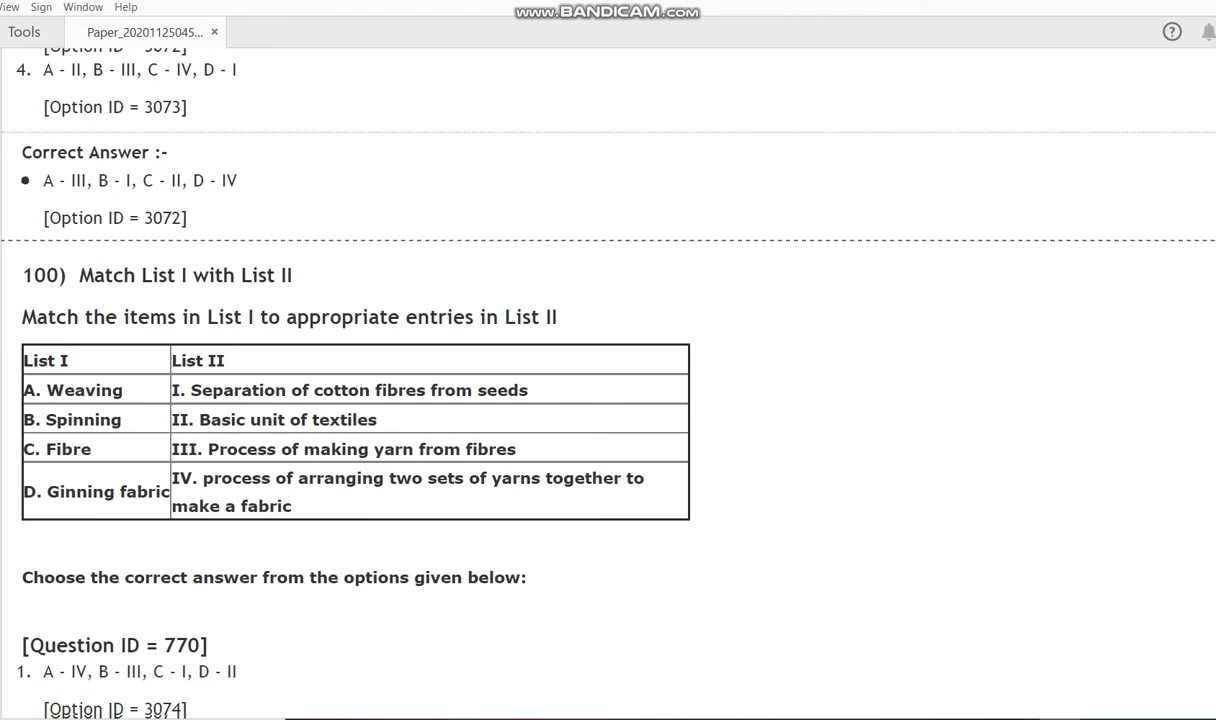 www.BANDICAM.com
View Sign Window Help
Tools Paper_20201125045... ×
[Option ID = 3072]
4. A - II, B - III, C - IV, D - I
[Option ID = 3073]
Correct Answer :-
• A - III, B - I, C - II, D - IV
[Option ID = 3072]
100) Match List I with List II
Match the items in List I to appropriate entries in List II
List I List II
A. Weaving I. Separation of cotton fibres from seeds
B. Spinning II. Basic unit of textiles
C. Fibre III. Process of making yarn from fibres
D. Ginning fabric IV. process of arranging two sets of yarns together to
make a fabric
Choose the correct answer from the options given below:
[Question ID = 770]
1. A - IV, B - III, C - I, D - II
[Option ID = 3074]